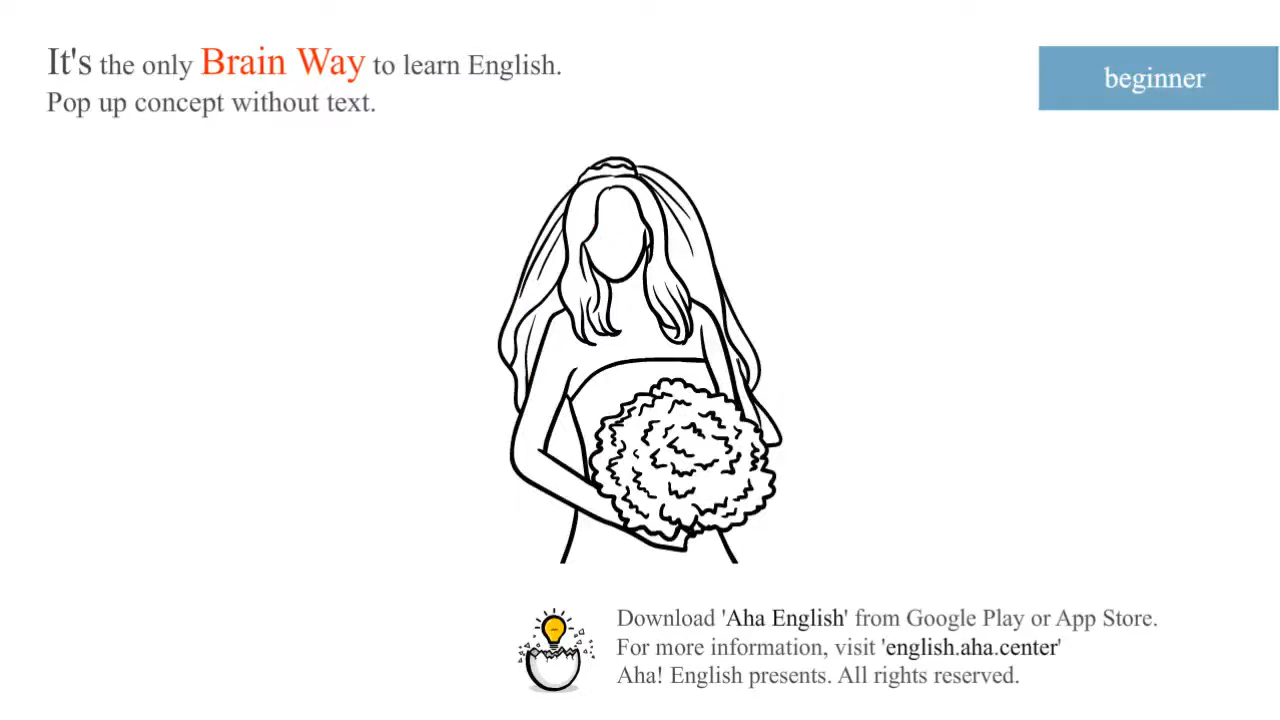 It's the only Brain Way to learn English.
Pop up concept without text.
beginner
Download 'Aha English' from Google Play or App Store.
For more information, visit 'english.aha.center'
Aha! English presents. All rights reserved.